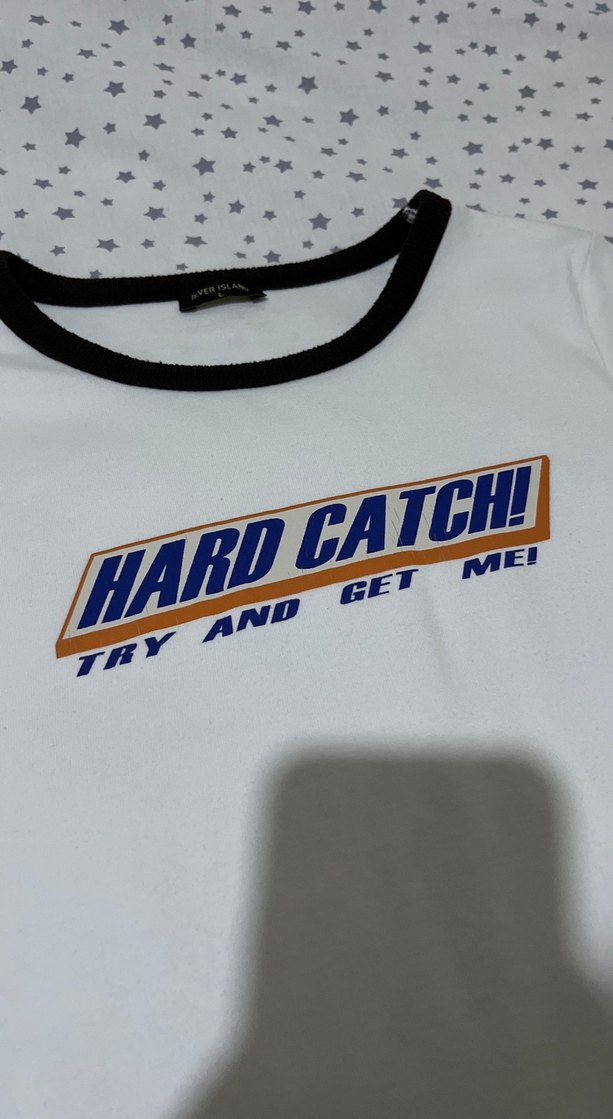 RIVER ISLAND
L
HARD CATCH!
TRY AND GET ME!